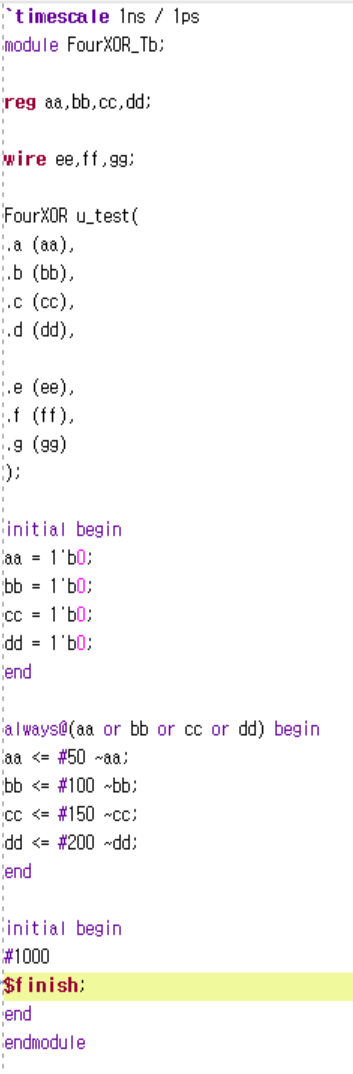 `timescale 1ns / 1ps
module FourXOR_Tb;
reg aa,bb,cc,dd;
wire ee,ff,gg;
FourXOR u_test(
.a (aa),
.b (bb),
.c (cc),
.d (dd),
.e (ee),
.f (ff),
.g (gg)
);
initial begin
aa = 1'b0;
bb = 1'b0;
cc = 1'b0;
dd = 1'b0;
end
always@(aa or bb or cc or dd) begin
aa <= #50 ~aa;
bb <= #100 ~bb;
cc <= #150 ~cc;
dd <= #200 ~dd;
end
initial begin
#1000
$finish;
end
endmodule